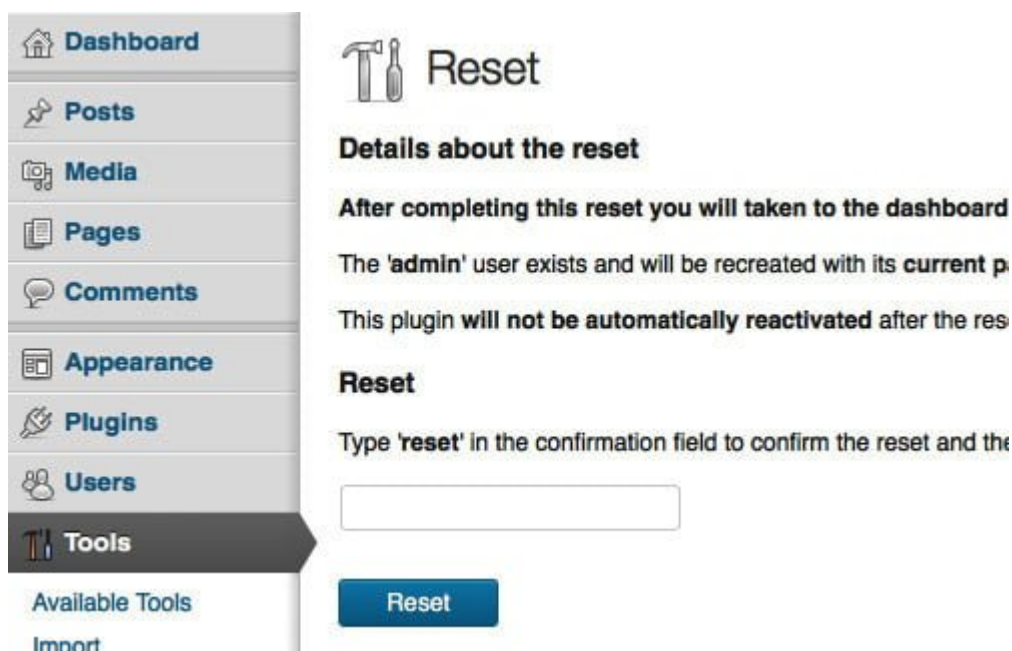 Dashboard
Posts
Media
Pages
Comments
Appearance
Plugins
Users
Tools
Available Tools
Import
Reset
Details about the reset
After completing this reset you will taken to the dashboard
The 'admin' user exists and will be recreated with its current
This plugin will not be automatically reactivated after the
Reset
Type 'reset' in the confirmation field to confirm the reset and
Reset